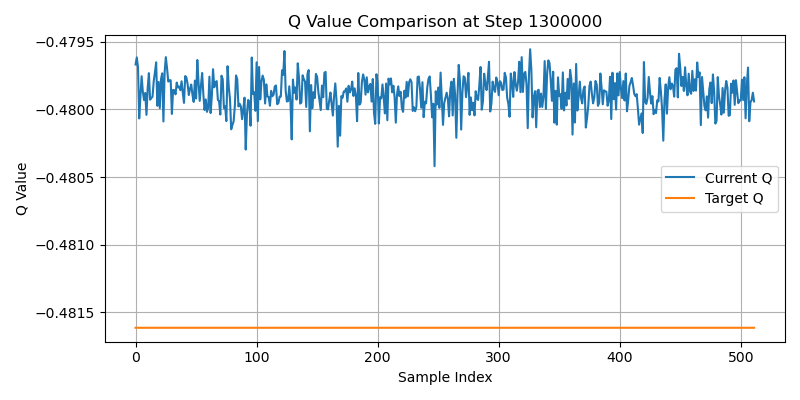 Q Value Comparison at Step 1300000
Q Value
−0.4795
−0.4800
−0.4805
−0.4810
−0.4815
Current Q
Target Q
0
100
200
300
400
500
Sample Index